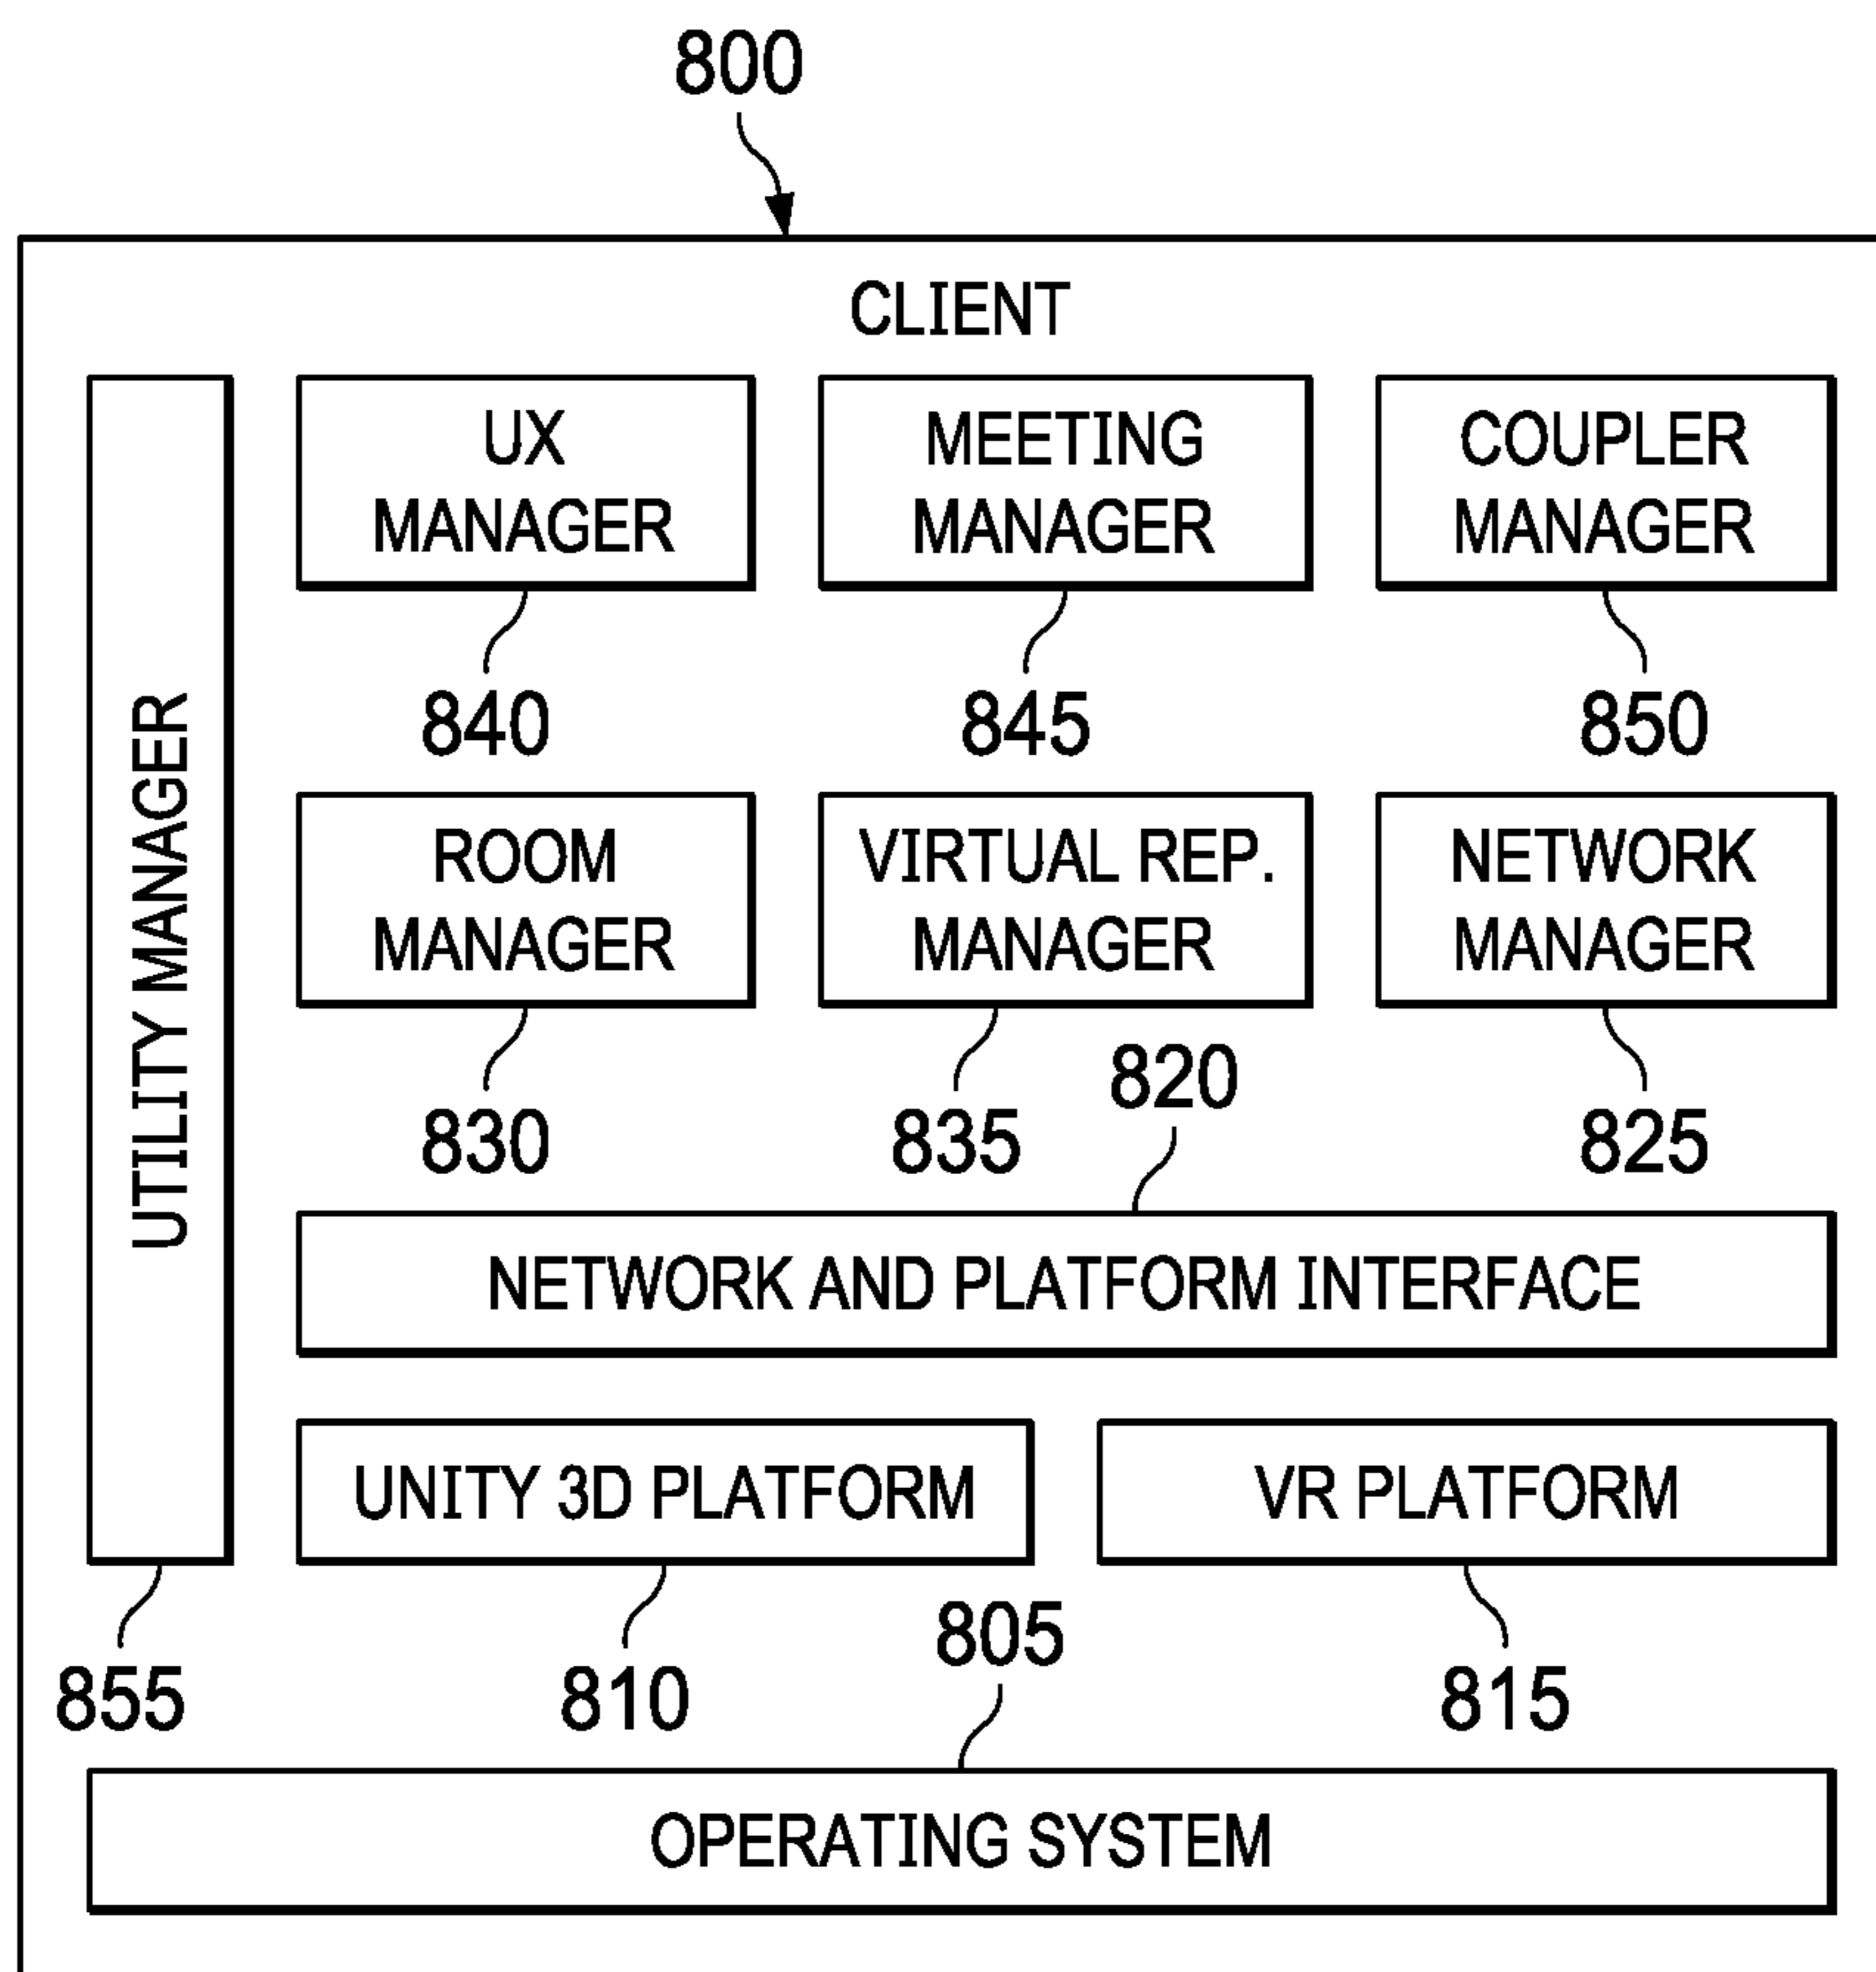 800
CLIENT
UX
MANAGER
MEETING
MANAGER
COUPLER
MANAGER
840
845
850
UTILITY MANAGER
ROOM
MANAGER
VIRTUAL REP.
MANAGER
NETWORK
MANAGER
830
835
820
825
NETWORK AND PLATFORM INTERFACE
UNITY 3D PLATFORM
VR PLATFORM
855
810
805
815
OPERATING SYSTEM